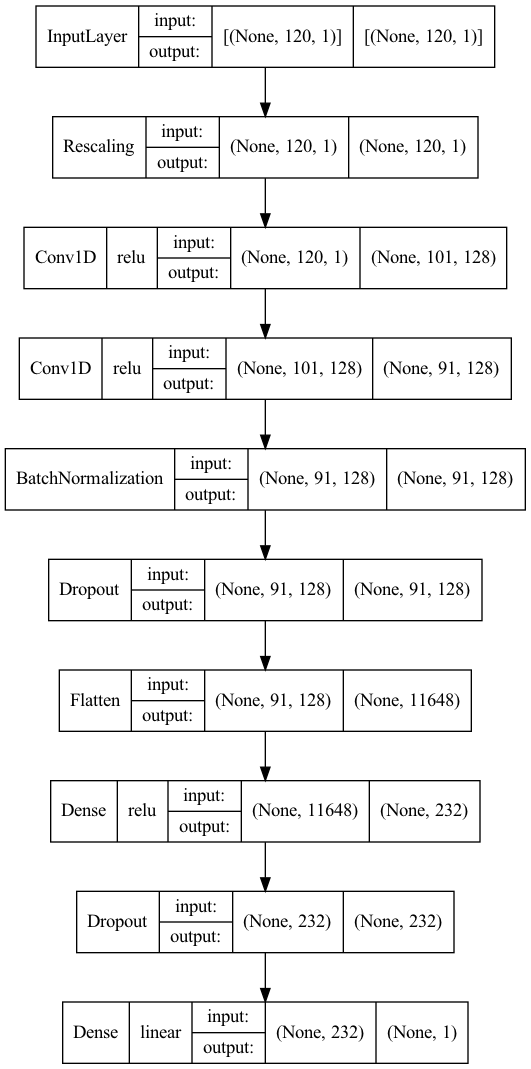 InputLayer input: output: [(None, 120, 1)] [(None, 120, 1)]
Rescaling input: output: (None, 120, 1) (None, 120, 1)
Conv1D relu input: output: (None, 120, 1) (None, 101, 128)
Conv1D relu input: output: (None, 101, 128) (None, 91, 128)
BatchNormalization input: output: (None, 91, 128) (None, 91, 128)
Dropout input: output: (None, 91, 128) (None, 91, 128)
Flatten input: output: (None, 91, 128) (None, 11648)
Dense relu input: output: (None, 11648) (None, 232)
Dropout input: output: (None, 232) (None, 232)
Dense linear input: output: (None, 232) (None, 1)